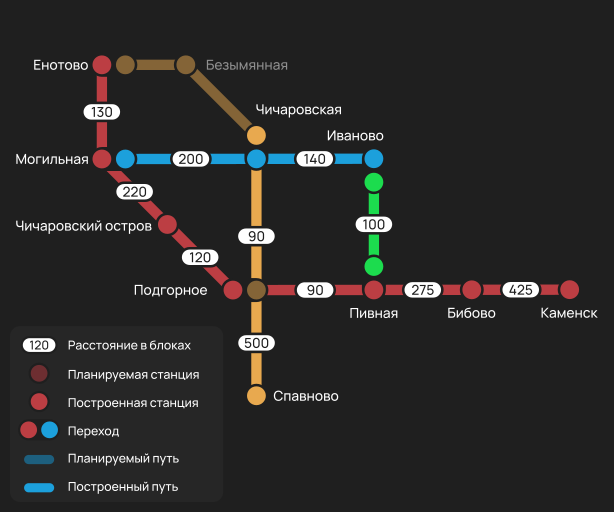 Енотово
Безымянная
130
Чичаровская
Иваново
Могильная
200
140
220
Чичаровский остров
100
90
120
Подгорное
90
275
425
Пивная
Бибово
Каменск
500
Спавново
120
Расстояние в блоках
Планируемая станция
Построенная станция
Переход
Планируемый путь
Построенный путь